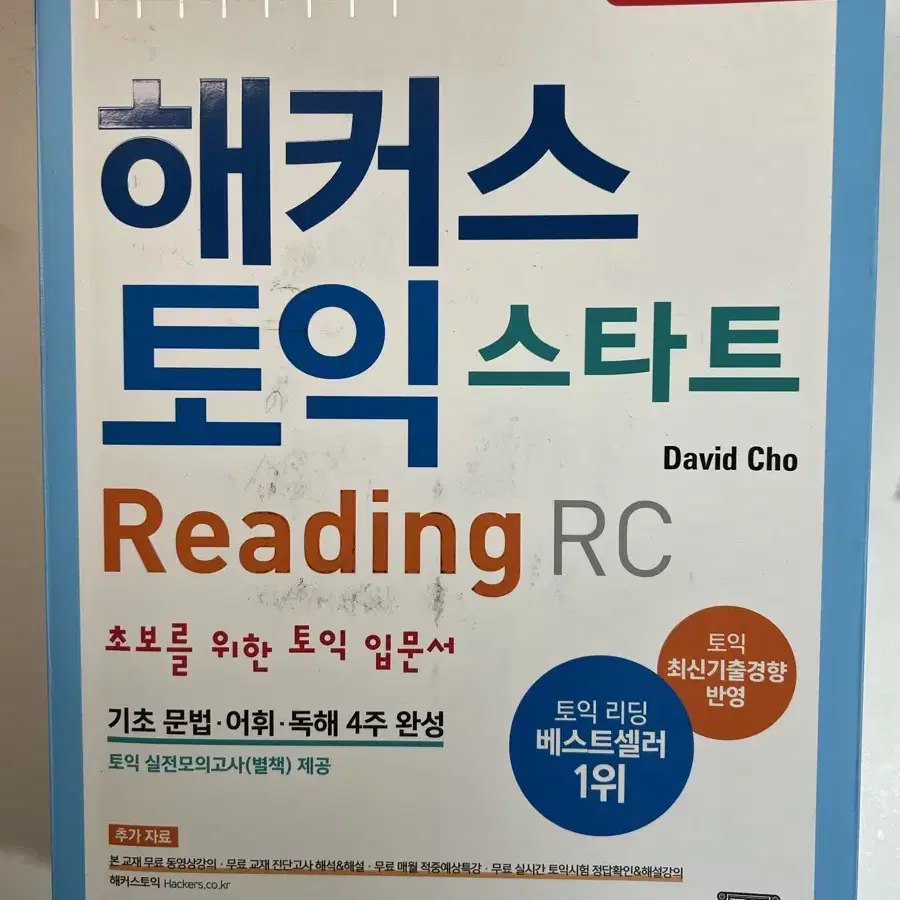 해커스
토익 스타트
David Cho
Reading RC
초보를 위한 토익 입문서
기초 문법·어휘·독해 4주 완성
토익 실전모의고사(별책) 제공
토익
최신기출경향
반영
토익 리딩
베스트셀러
1위
추가 자료
본 교재 무료 동영상강의 · 무료 교재 진단고사 해석&해설 · 무료 매월 적중예상특강 · 무료 실시간 토익시험 정답확인&해설강의
해커스토익 Hackers.co.kr